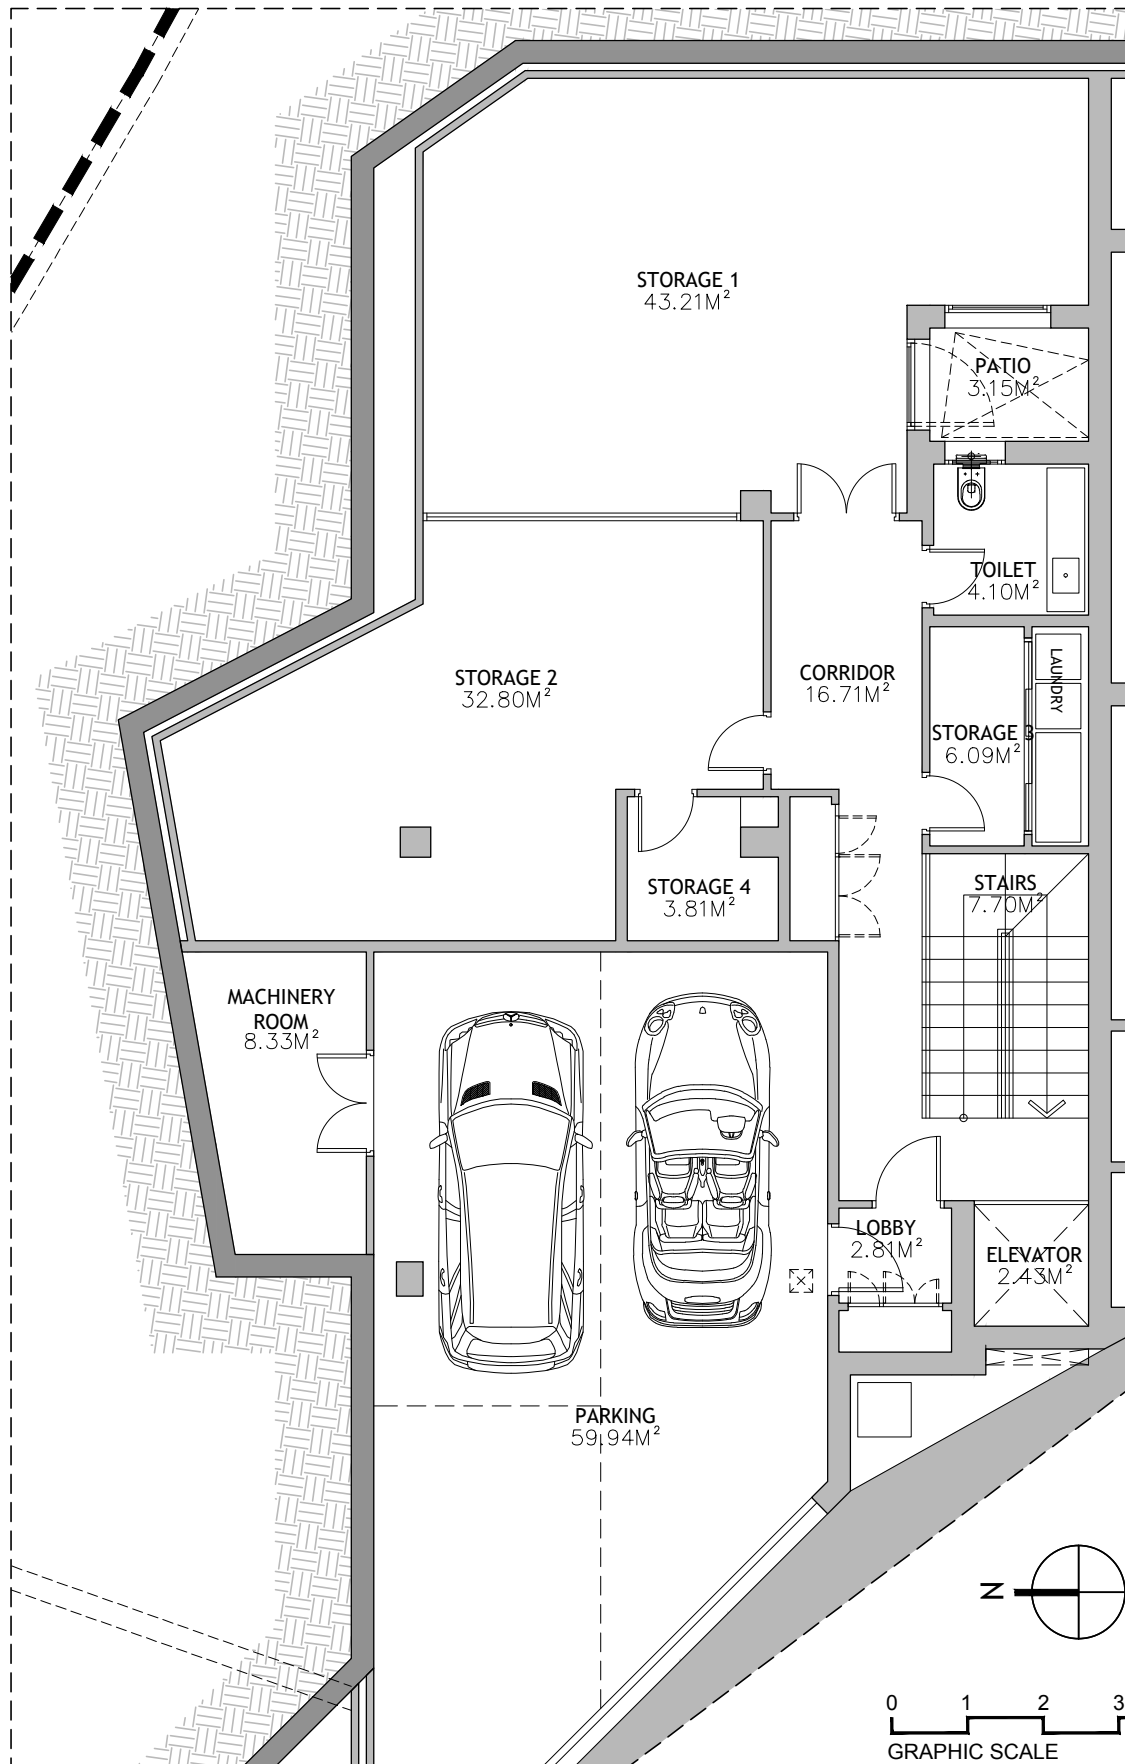 STORAGE 1
43.21M²
PATIO
3.15M²
TOILET
4.10M²
STORAGE 2
32.80M²
CORRIDOR
16.71M²
LAUNDRY
STORAGE 3
6.09M²
STORAGE 4
3.81M²
STAIRS
7.70M²
MACHINERY
ROOM
8.33M²
LOBBY
2.81M²
ELEVATOR
2.43M²
PARKING
59.94M²
N
0 1 2 3
GRAPHIC SCALE